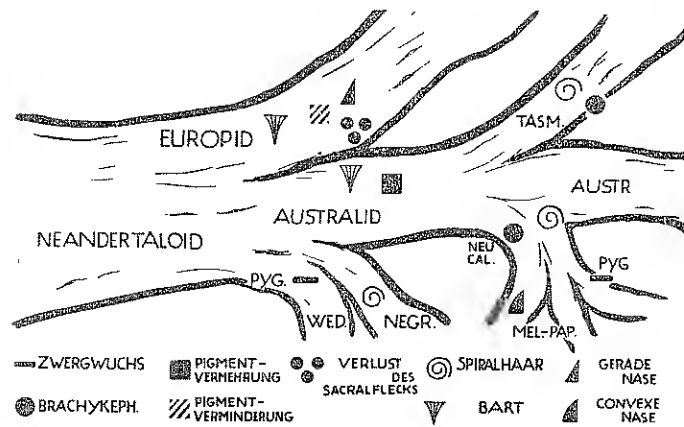 TASM.
EUROPID
AUSTR
AUSTRALID
NEANDERTALOID
NEU
CAL.
PYG
PYG.
WED.
NEGR.
MEL.-PAP.
ZWERGWUCHS
PIGMENT-
VERMEHRUNG
VERLUST
DES
SACRALFLECKS
SPIRALHAAR
GERADE
NASE
BRACHYKEPH.
PIGMENT-
VERMINDERUNG
BART
CONVEXE
NASE